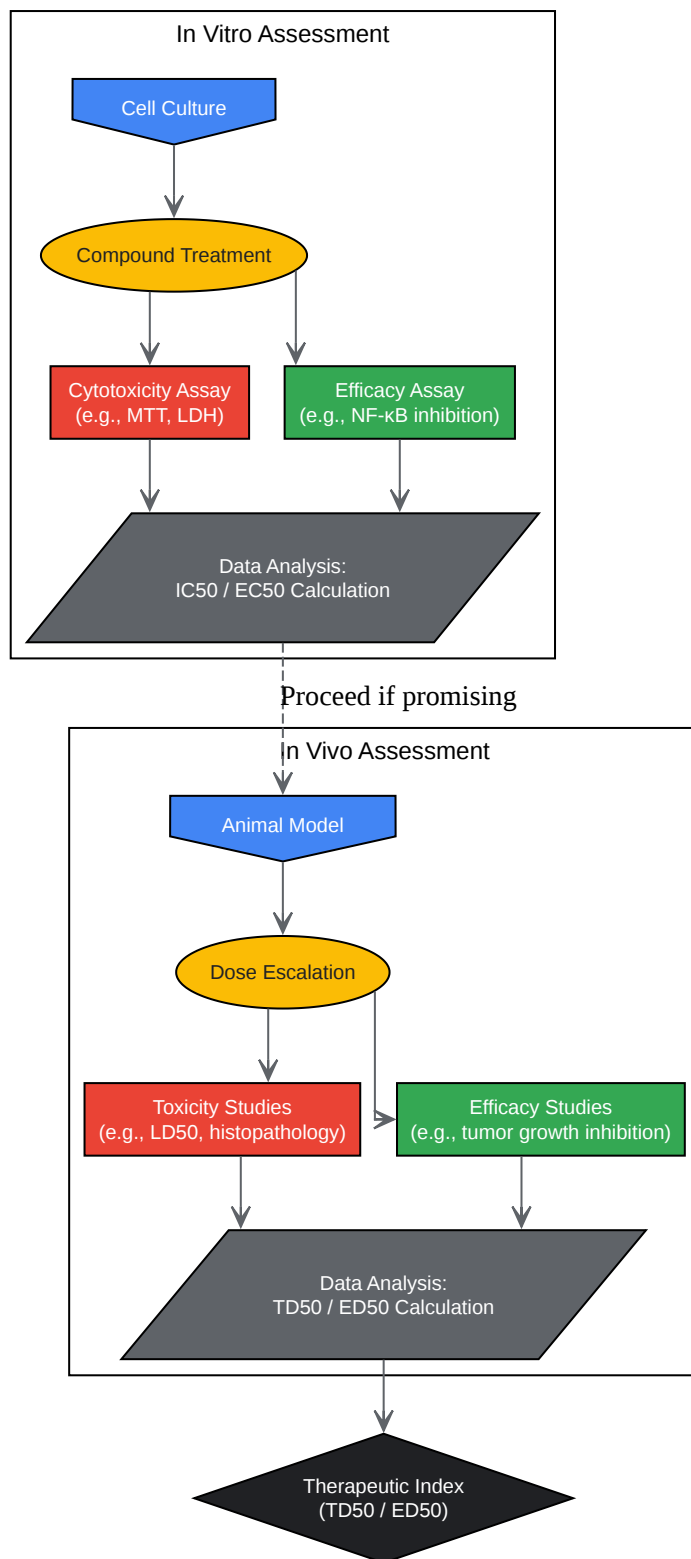 In Vitro Assessment
Cell Culture
Compound Treatment
Cytotoxicity Assay
(e.g., MTT, LDH)
Efficacy Assay
(e.g., NF-κB inhibition)
Data Analysis:
IC50 / EC50 Calculation
Proceed if promising
In Vivo Assessment
Animal Model
Dose Escalation
Toxicity Studies
(e.g., LD50, histopathology)
Efficacy Studies
(e.g., tumor growth inhibition)
Data Analysis:
TD50 / ED50 Calculation
Therapeutic Index
(TD50 / ED50)